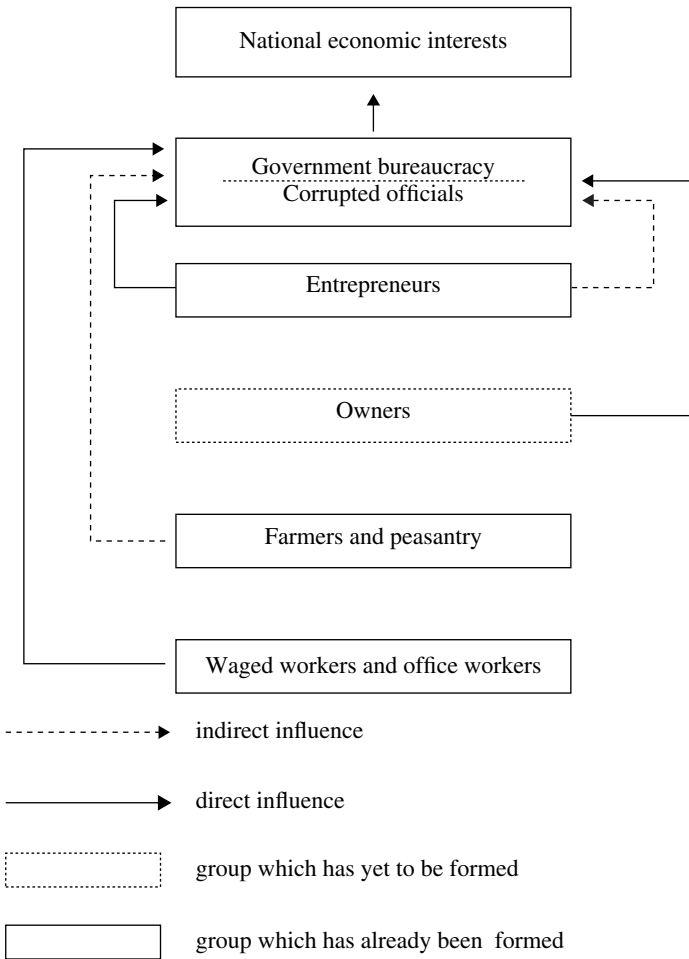 National economic interests
Government bureaucracy
Corrupted officials
Entrepreneurs
Owners
Farmers and peasantry
Waged workers and office workers
indirect influence
direct influence
group which has yet to be formed
group which has already been formed